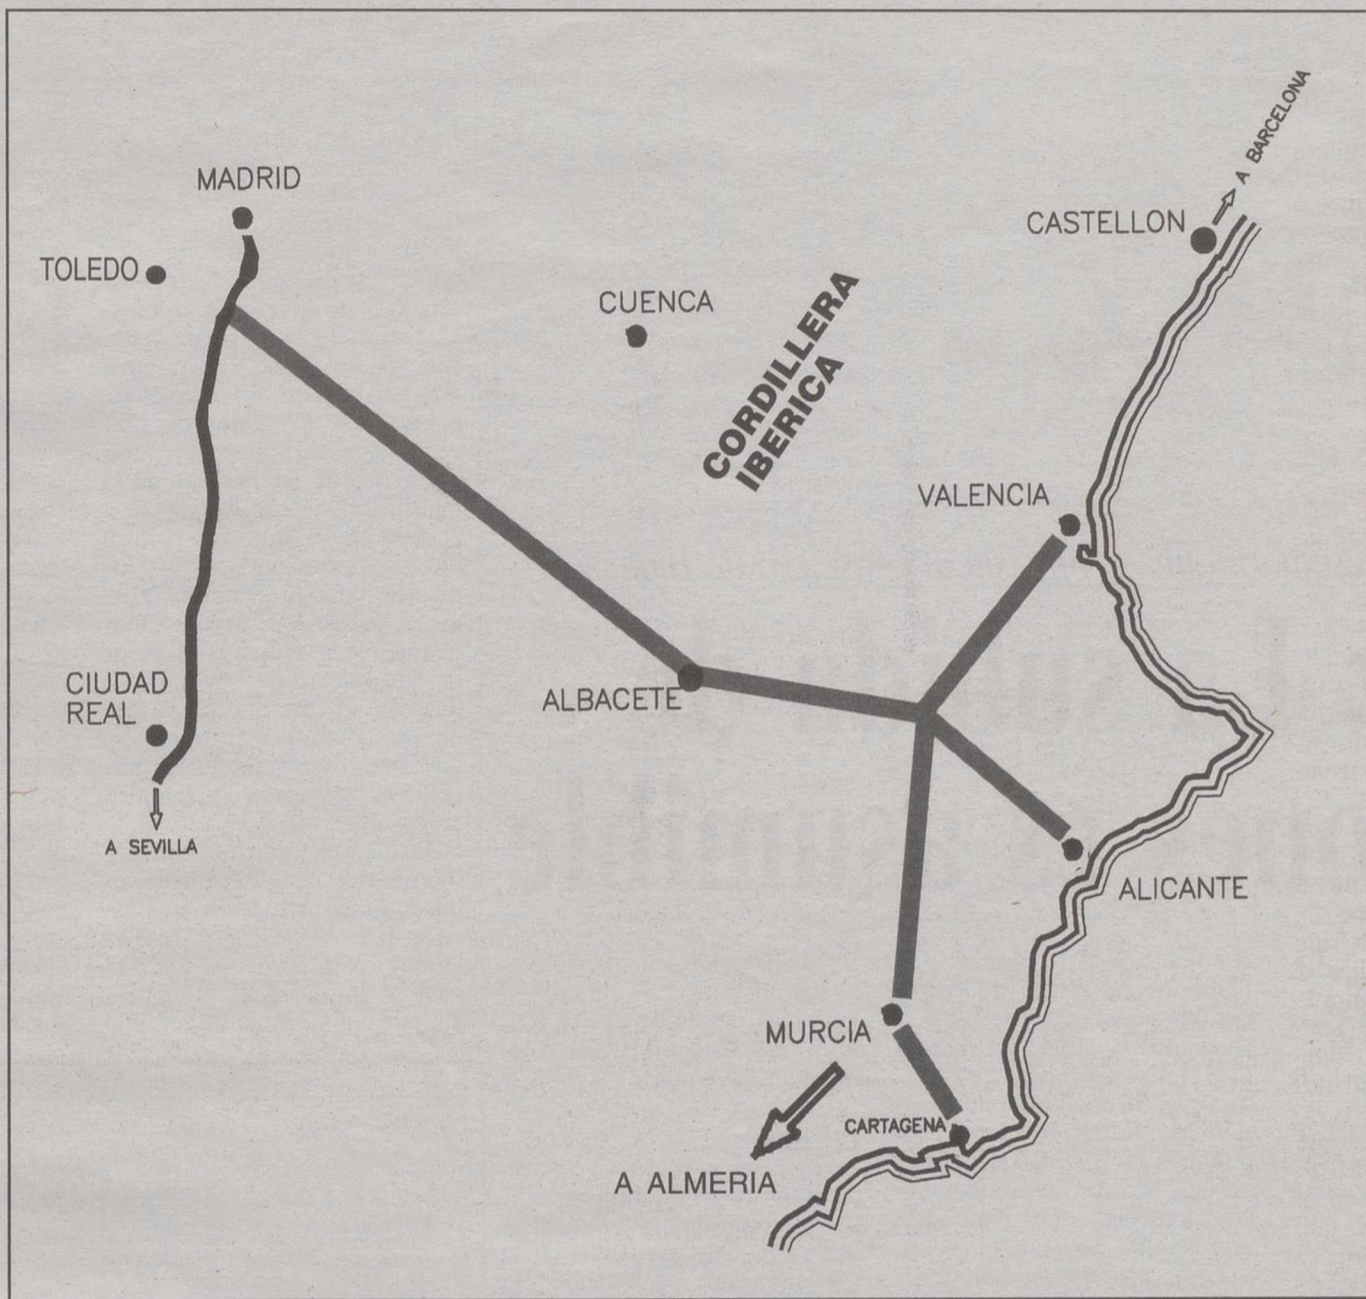 A BARCELONA
MADRID
CASTELLON
TOLEDO
CUENCA
CORDILLERA
IBERICA
VALENCIA
CIUDAD
REAL
ALBACETE
A SEVILLA
ALICANTE
MURCIA
CARTAGENA
A ALMERIA